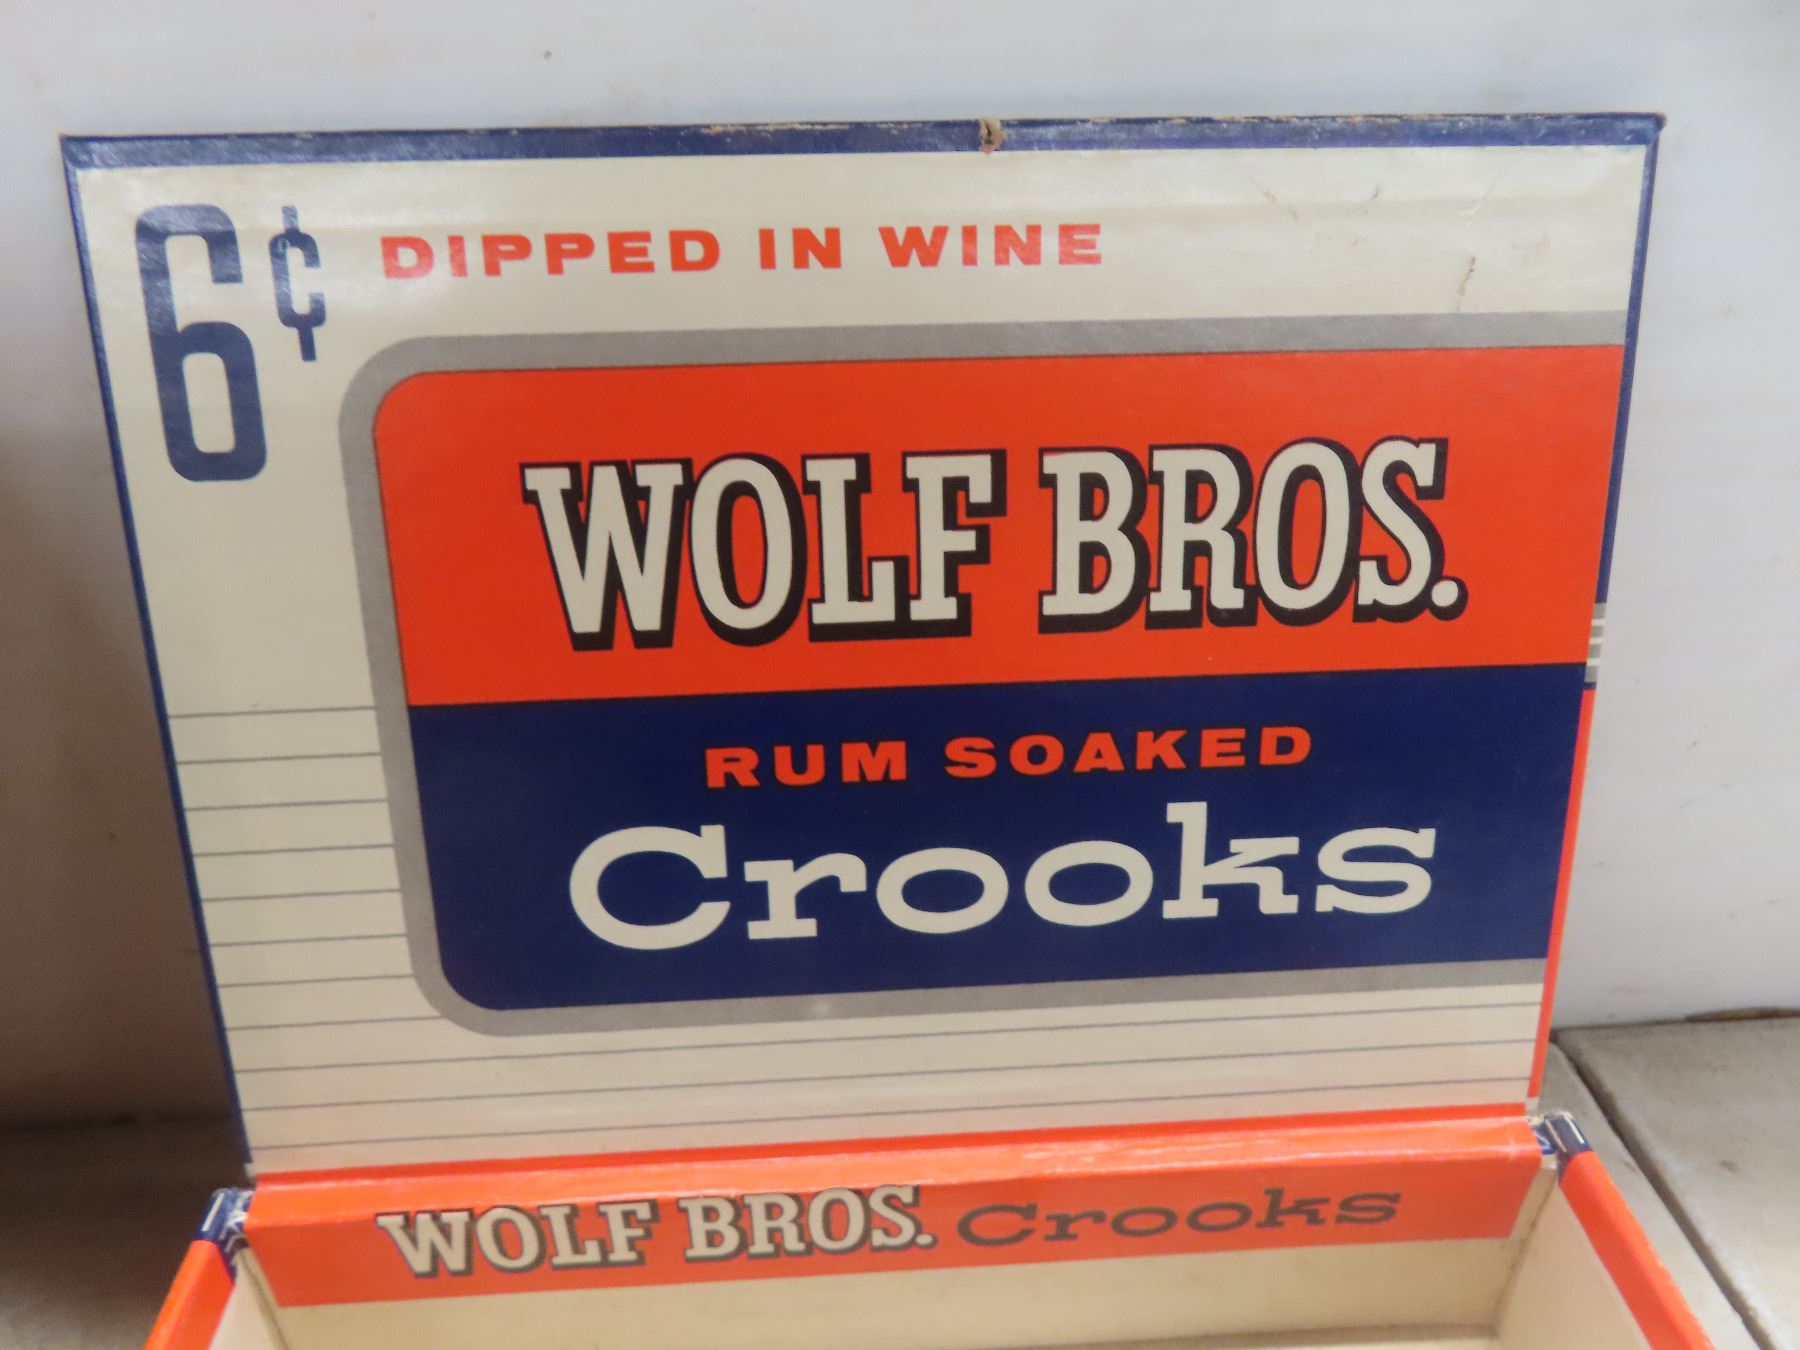 6¢ DIPPED IN WINE
WOLF BROS.
RUM SOAKED
Crooks
WOLF BROS. Crooks